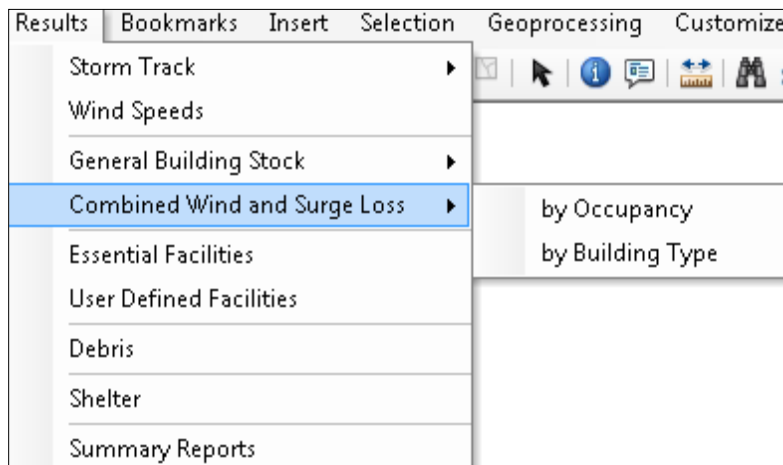 Results Bookmarks Insert Selection Geoprocessing Customize
Storm Track
Wind Speeds
General Building Stock
Combined Wind and Surge Loss
by Occupancy
by Building Type
Essential Facilities
User Defined Facilities
Debris
Shelter
Summary Reports